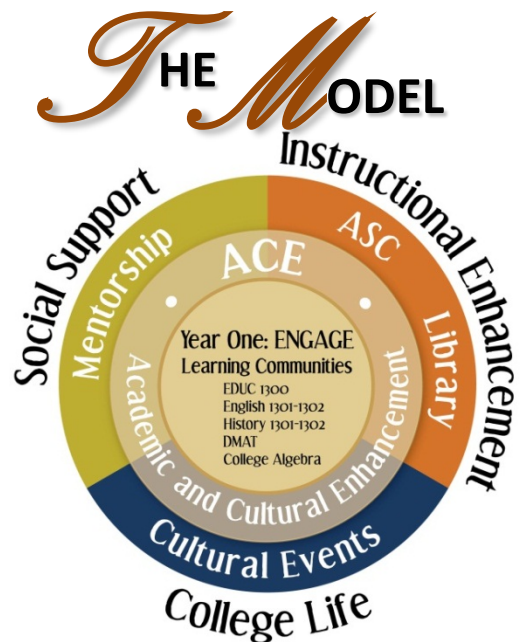 THE MODEL
Social Support
Instructional Enhancement
Mentorship
ASC
Library
ACE
Academic and Cultural Enhancement
Year One: ENGAGE
Learning Communities
EDUC 1300
English 1301-1302
History 1301-1302
DMAT
College Algebra
Cultural Events
College Life